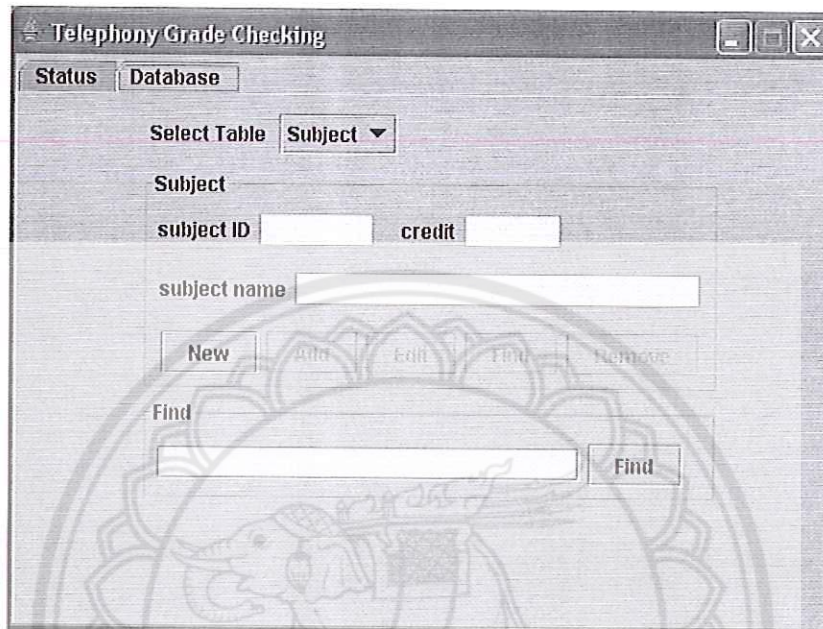 Telephony Grade Checking
Status Database
Select Table Subject
Subject
subject ID credit
subject name
New Add Edit Find Remove
Find
Find